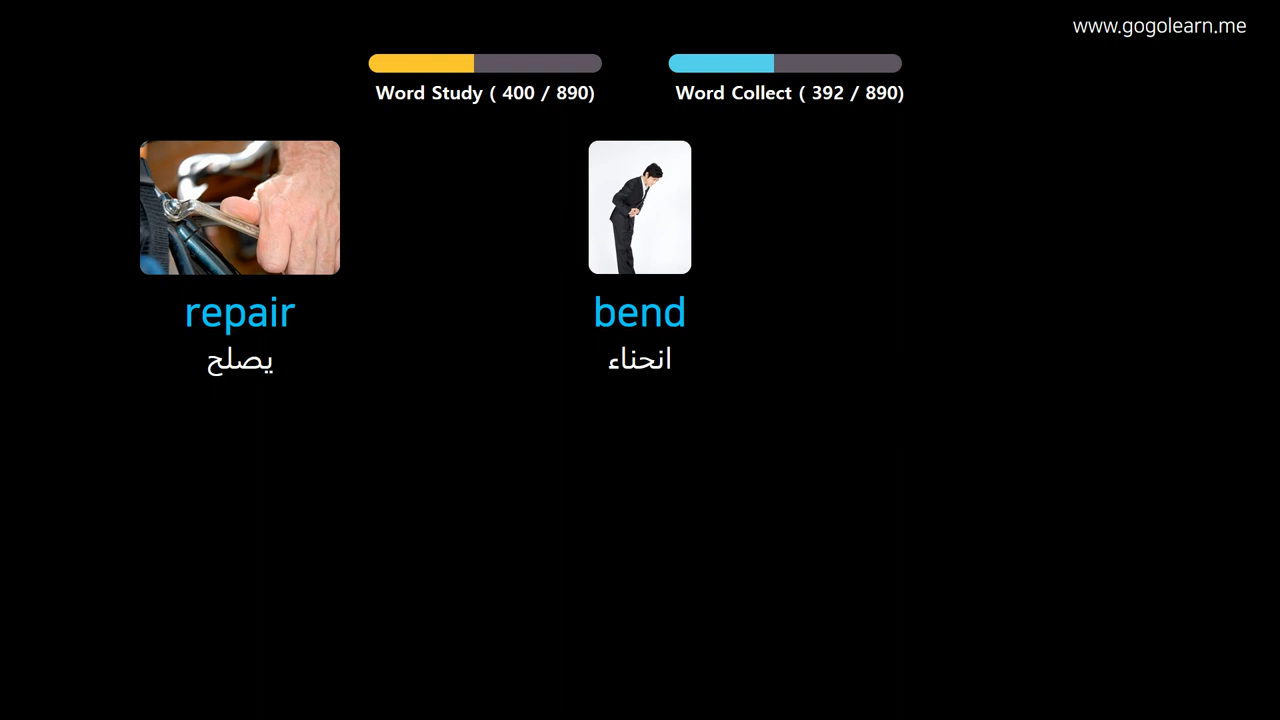 www.gogolearn.me
Word Study ( 400 / 890)
Word Collect ( 392 / 890)
repair
يصلح
bend
انحناء